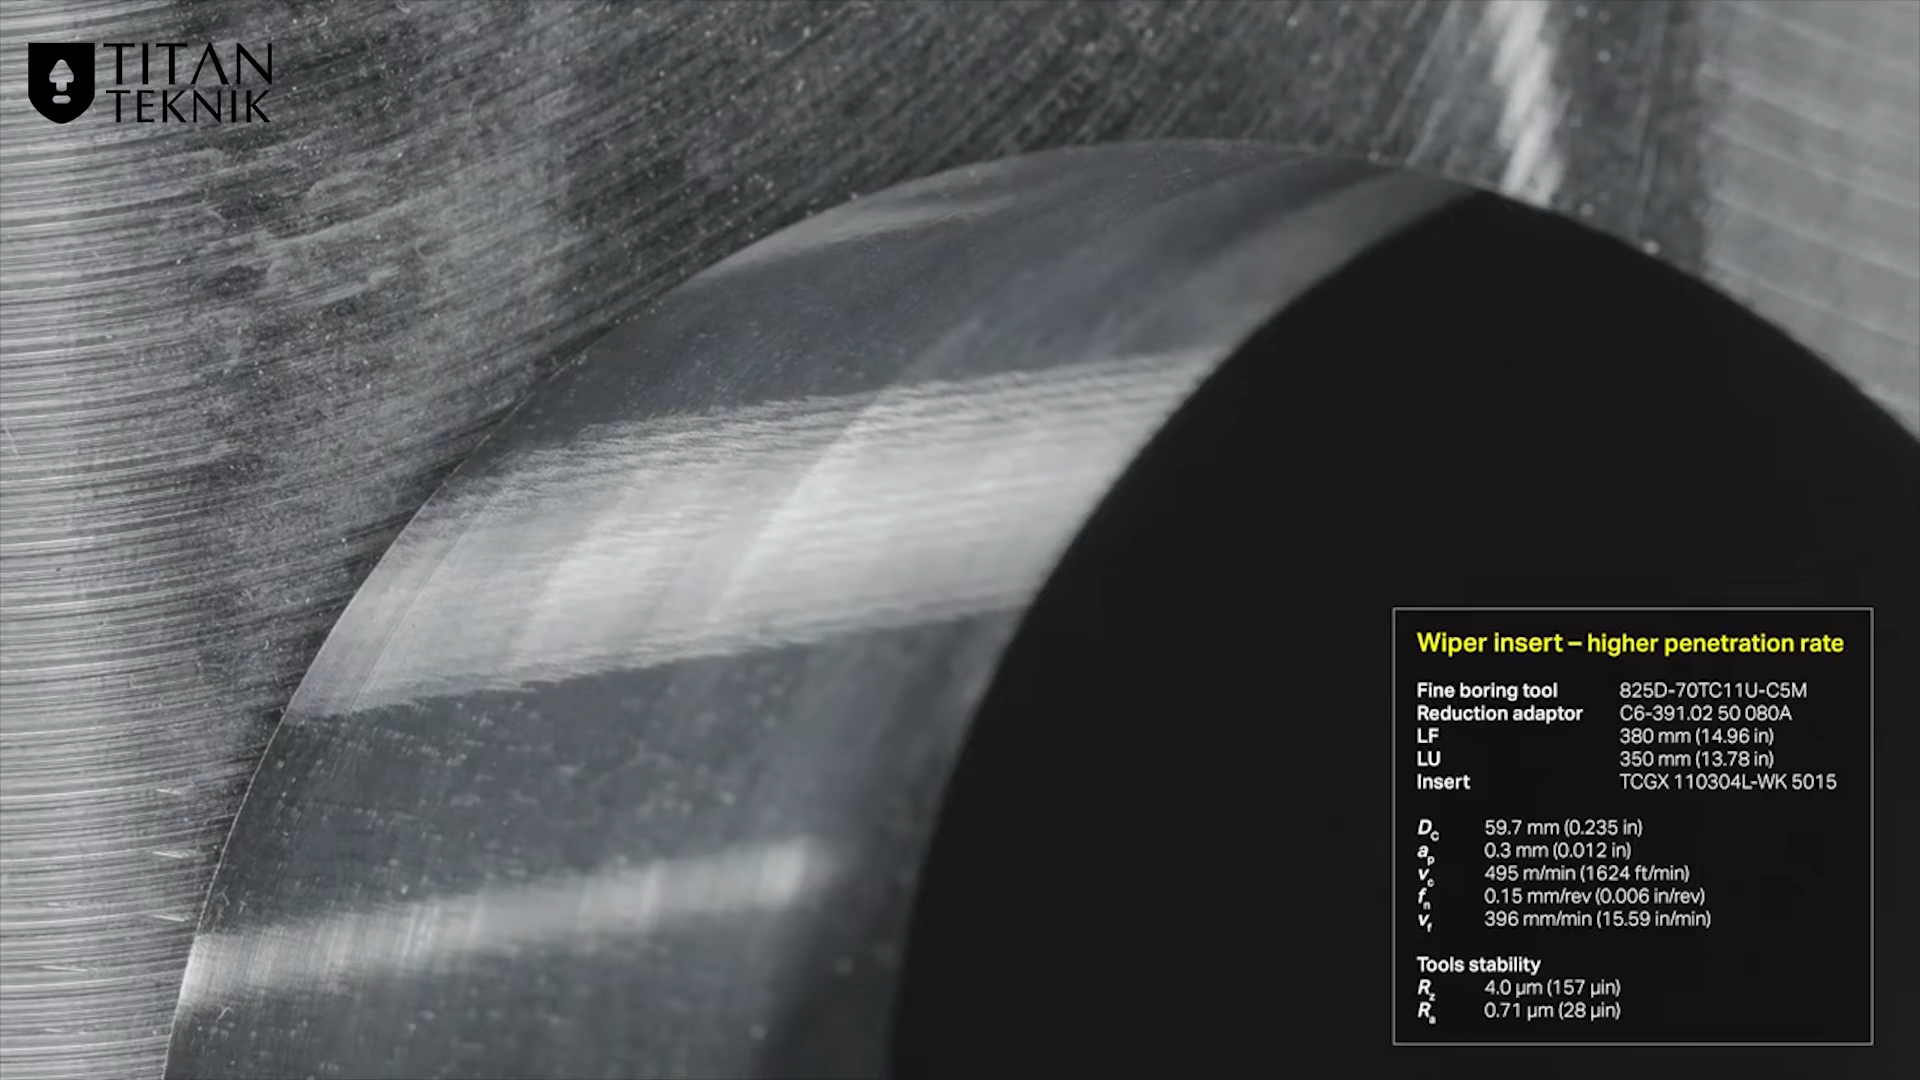 TITAN
TEKNIK
Wiper insert – higher penetration rate
Fine boring tool 825D-70TC11U-C5M
Reduction adaptor C6-391.02 50 080A
LF 380 mm (14.96 in)
LU 350 mm (13.78 in)
Insert TCGX 110304L-WK 5015
Dc 59.7 mm (0.235 in)
ap 0.3 mm (0.012 in)
vc 495 m/min (1624 ft/min)
fn 0.15 mm/rev (0.006 in/rev)
vf 396 mm/min (15.59 in/min)
Tools stability
Rz 4.0 µm (157 µin)
Ra 0.71 µm (28 µin)